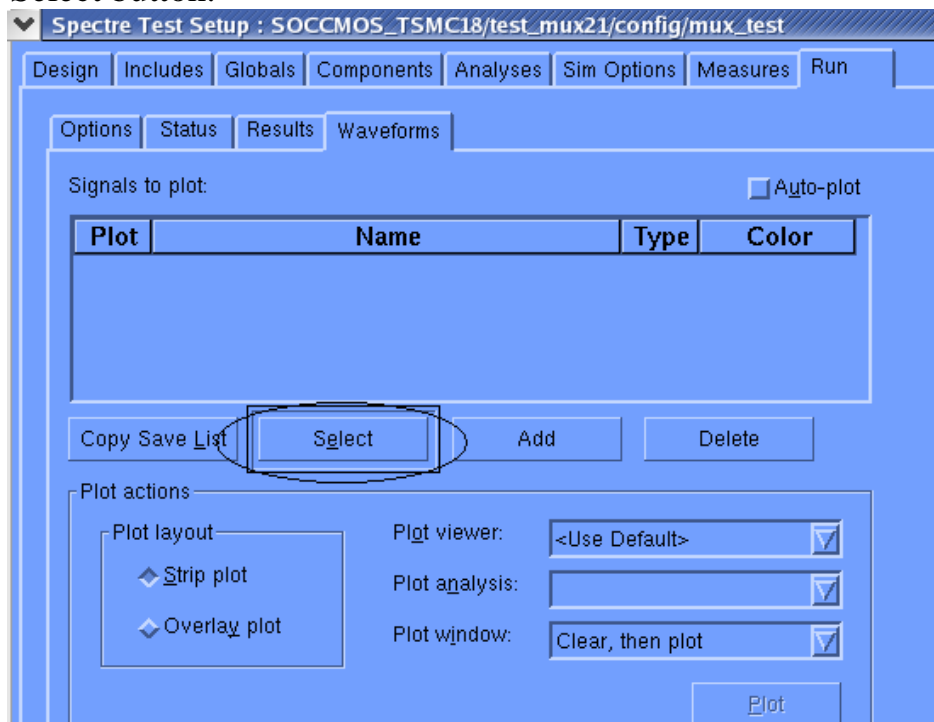 Select button.
Spectre Test Setup : SOCCMOS_TSMC18/test_mux21/config/mux_test
Design Includes Globals Components Analyses Sim Options Measures Run
Options Status Results Waveforms
Signals to plot: Auto-plot
Plot Name Type Color
Copy Save List Select Add Delete
Plot actions
Plot layout Plot viewer: <Use Default>
Strip plot Plot analysis:
Overlay plot Plot window: Clear, then plot
Plot